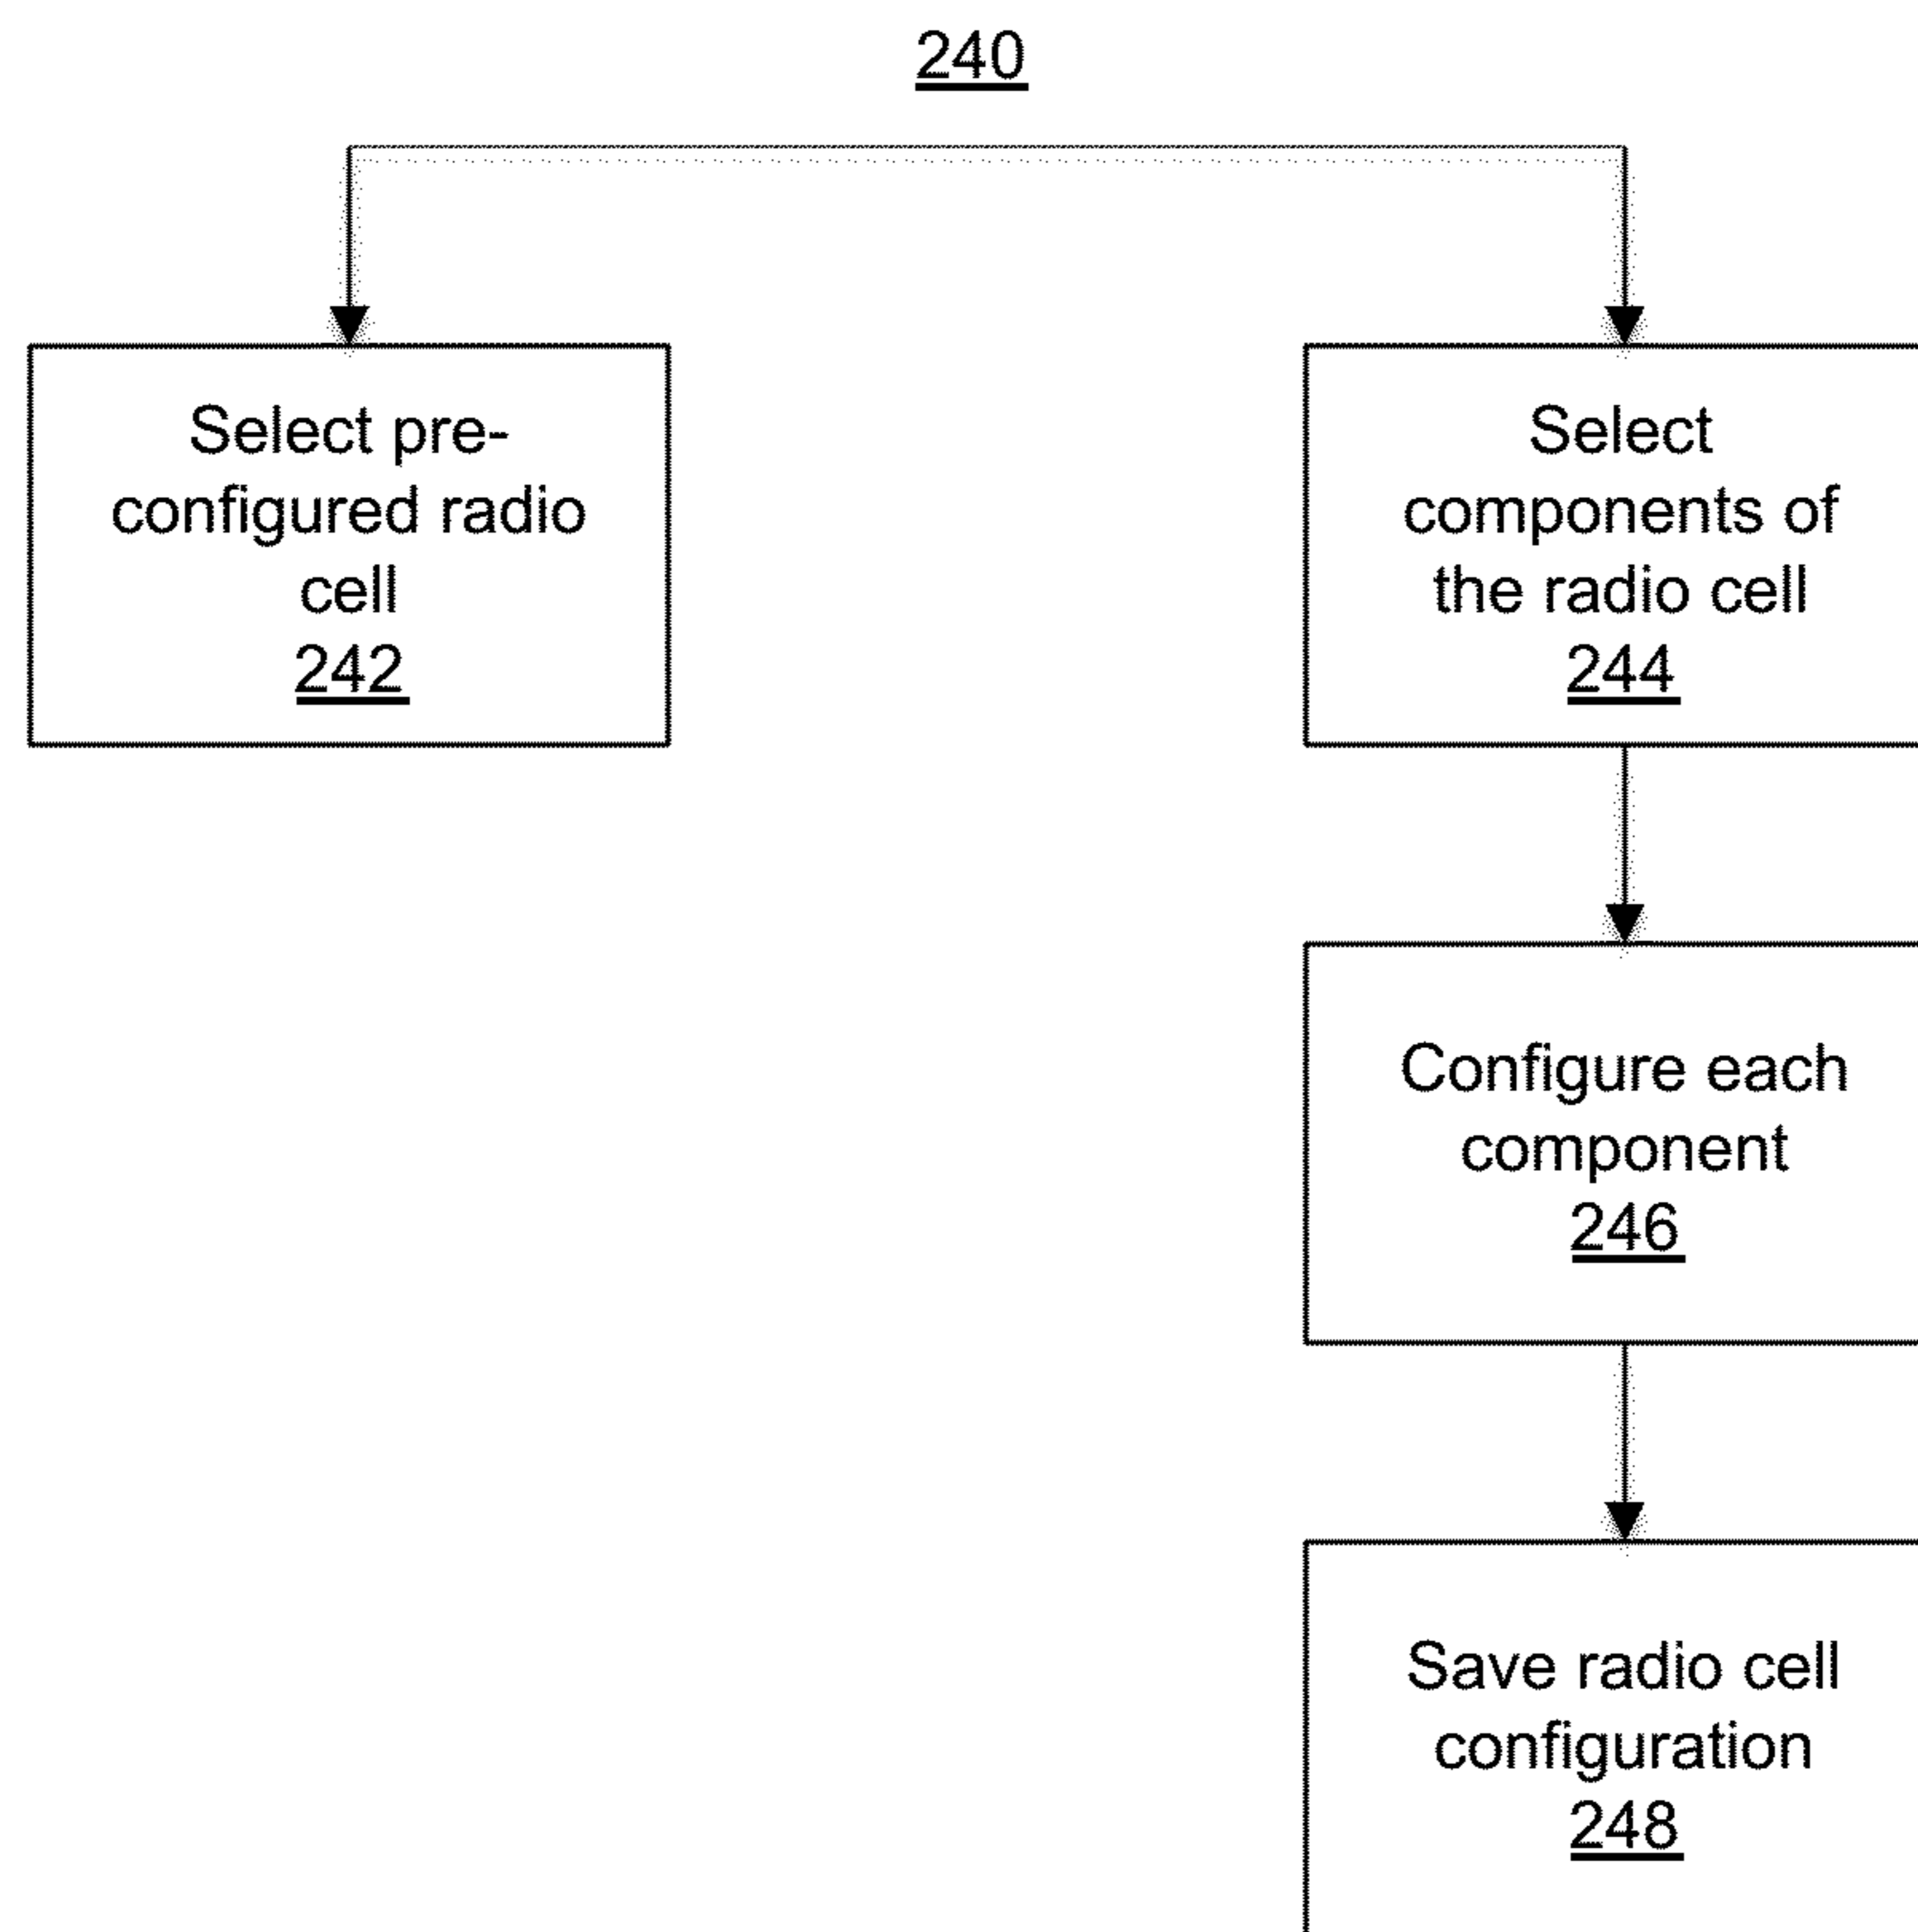 240
Select pre-
configured radio
cell
242
Select
components of
the radio cell
244
Configure each
component
246
Save radio cell
configuration
248